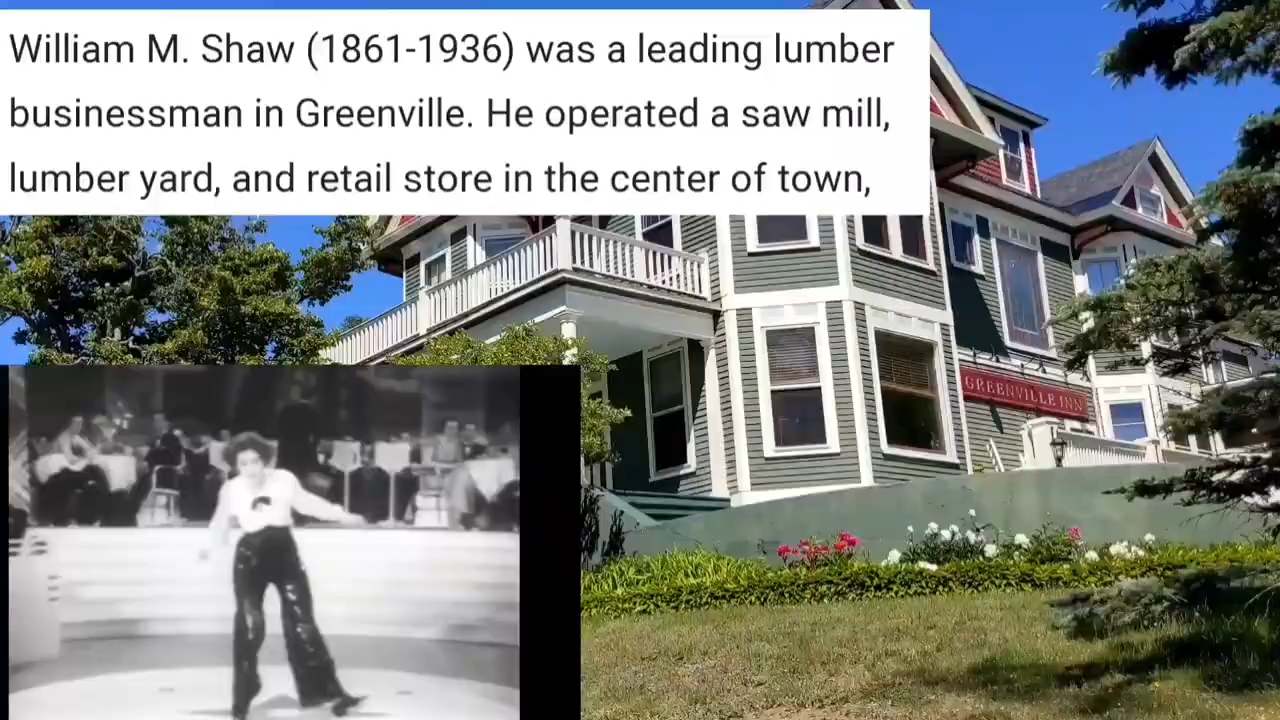 William M. Shaw (1861-1936) was a leading lumber
businessman in Greenville. He operated a saw mill,
lumber yard, and retail store in the center of town,
GREENVILLE INN